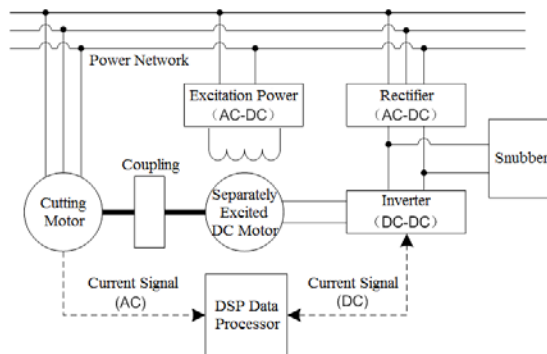 Power Network
Excitation Power
（AC-DC）
Rectifier
（AC-DC）
Snubber
Coupling
Cutting
Motor
Separately
Excited
DC Motor
Inverter
（DC-DC）
Current Signal
(AC)
DSP Data
Processor
Current Signal
(DC)